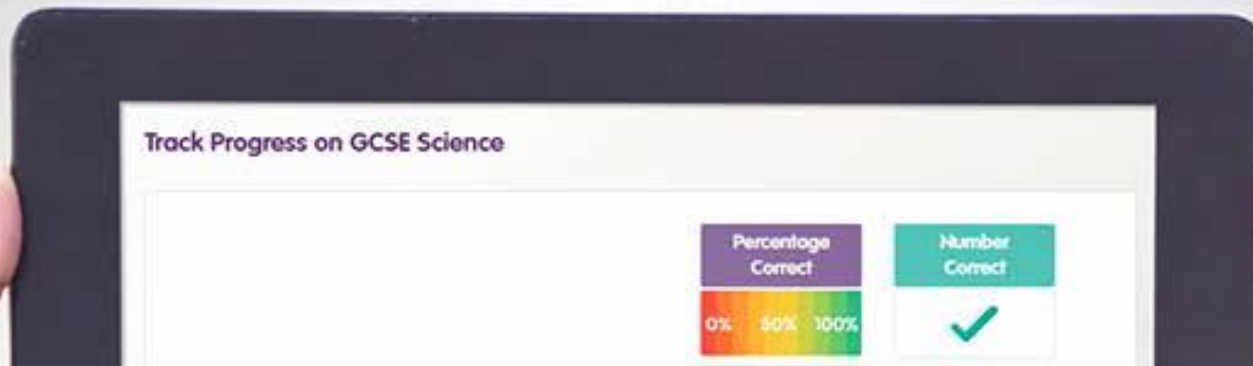 Track Progress on GCSE Science
Percentage
Correct
Number
Correct
0% 50% 100%